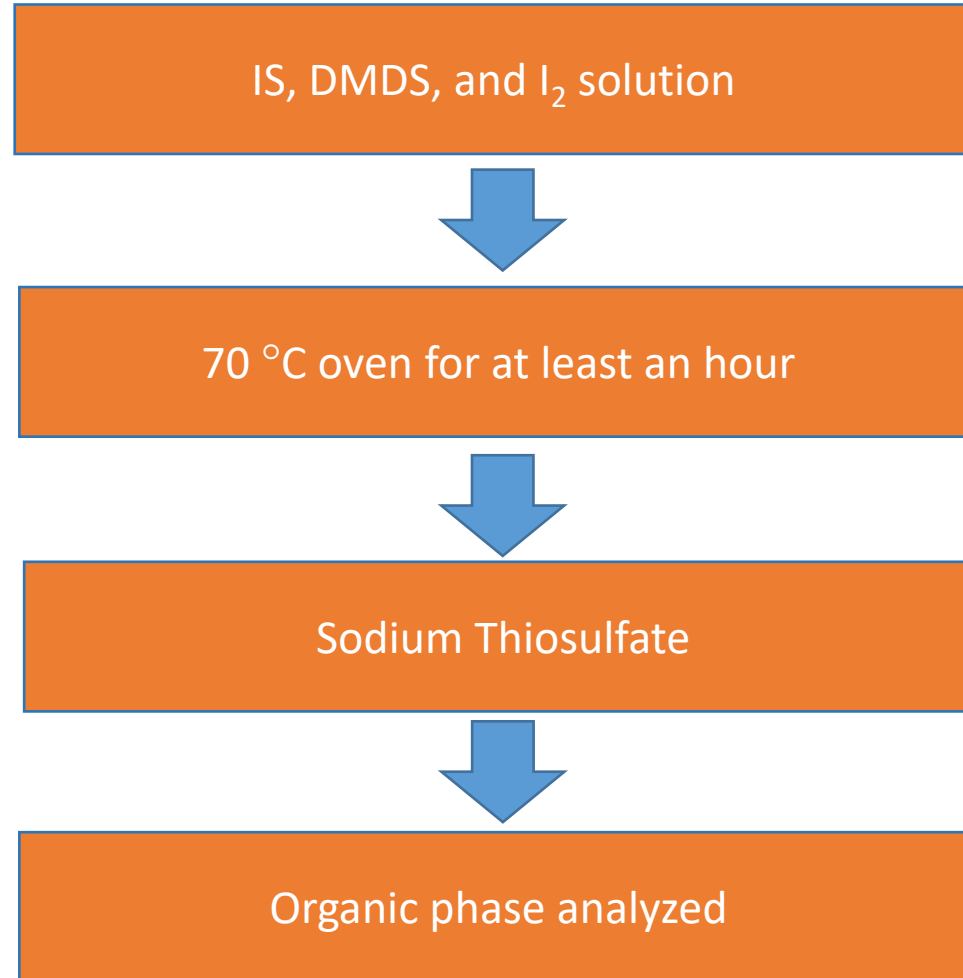 IS, DMDS, and I₂ solution
70 °C oven for at least an hour
Sodium Thiosulfate
Organic phase analyzed